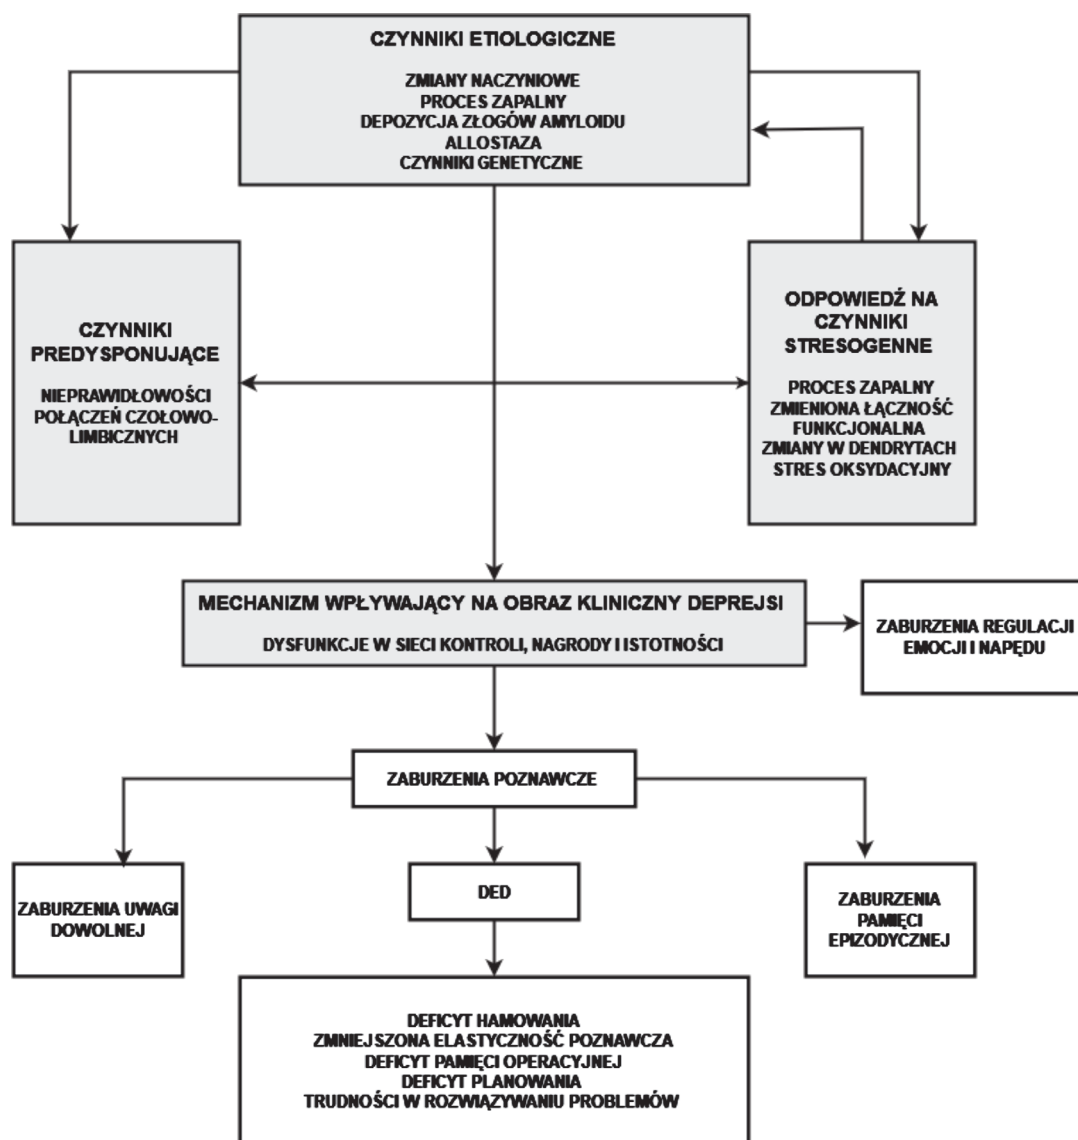 CZYNNIKI ETIOLOGICZNE
ZMIANY NACZYNIOWE
PROCES ZAPALNY
DEPOZYCJA ZŁOGÓW AMYLOIDU
ALLOSTAZA
CZYNNIKI GENETYCZNE
CZYNNIKI
PREDYSPONUJĄCE
NIEPRAWIDŁOWOŚCI
POŁĄCZEŃ CZOŁOWO-
LIMBICZNYCH
ODPOWIEDŹ NA
CZYNNIKI
STRESOGENNE
PROCES ZAPALNY
ZMIENIONA ŁĄCZNOŚĆ
FUNKCJONALNA
ZMIANY W DENDRYTACH
STRES OKSYDACYJNY
MECHANIZM WPŁYWAJĄCY NA OBRAZ KLINICZNY DEPREJSI
DYSFUNKCJE W SIECI KONTROLI, NAGRODY I ISTOTNOŚCI
ZABURZENIA REGULACJI
EMOCJI I NAPĘDU
ZABURZENIA POZNAWCZE
ZABURZENIA UWAGI
DOWOLNEJ
DED
ZABURZENIA
PAMIĘCI
EPIZODYCZNEJ
DEFICYT HAMOWANIA
ZMNIEJSZONA ELASTYCZNOŚĆ POZNAWCZA
DEFICYT PAMIĘCI OPERACYJNEJ
DEFICYT PLANOWANIA
TRUDNOŚCI W ROZWIĄZYWANIU PROBLEMÓW